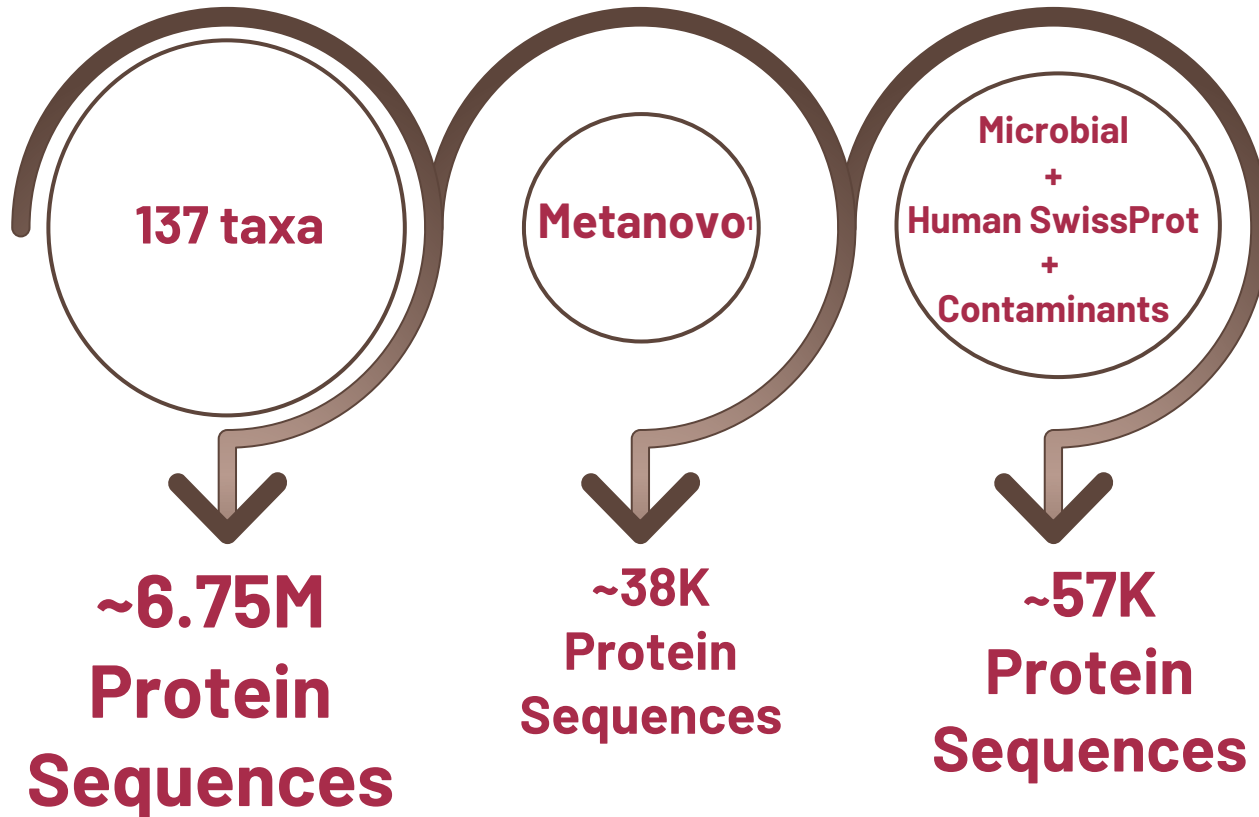 137 taxa
~6.75M
Protein
Sequences
Metanovo1
~38K
Protein
Sequences
Microbial
+
Human SwissProt
+
Contaminants
~57K
Protein
Sequences